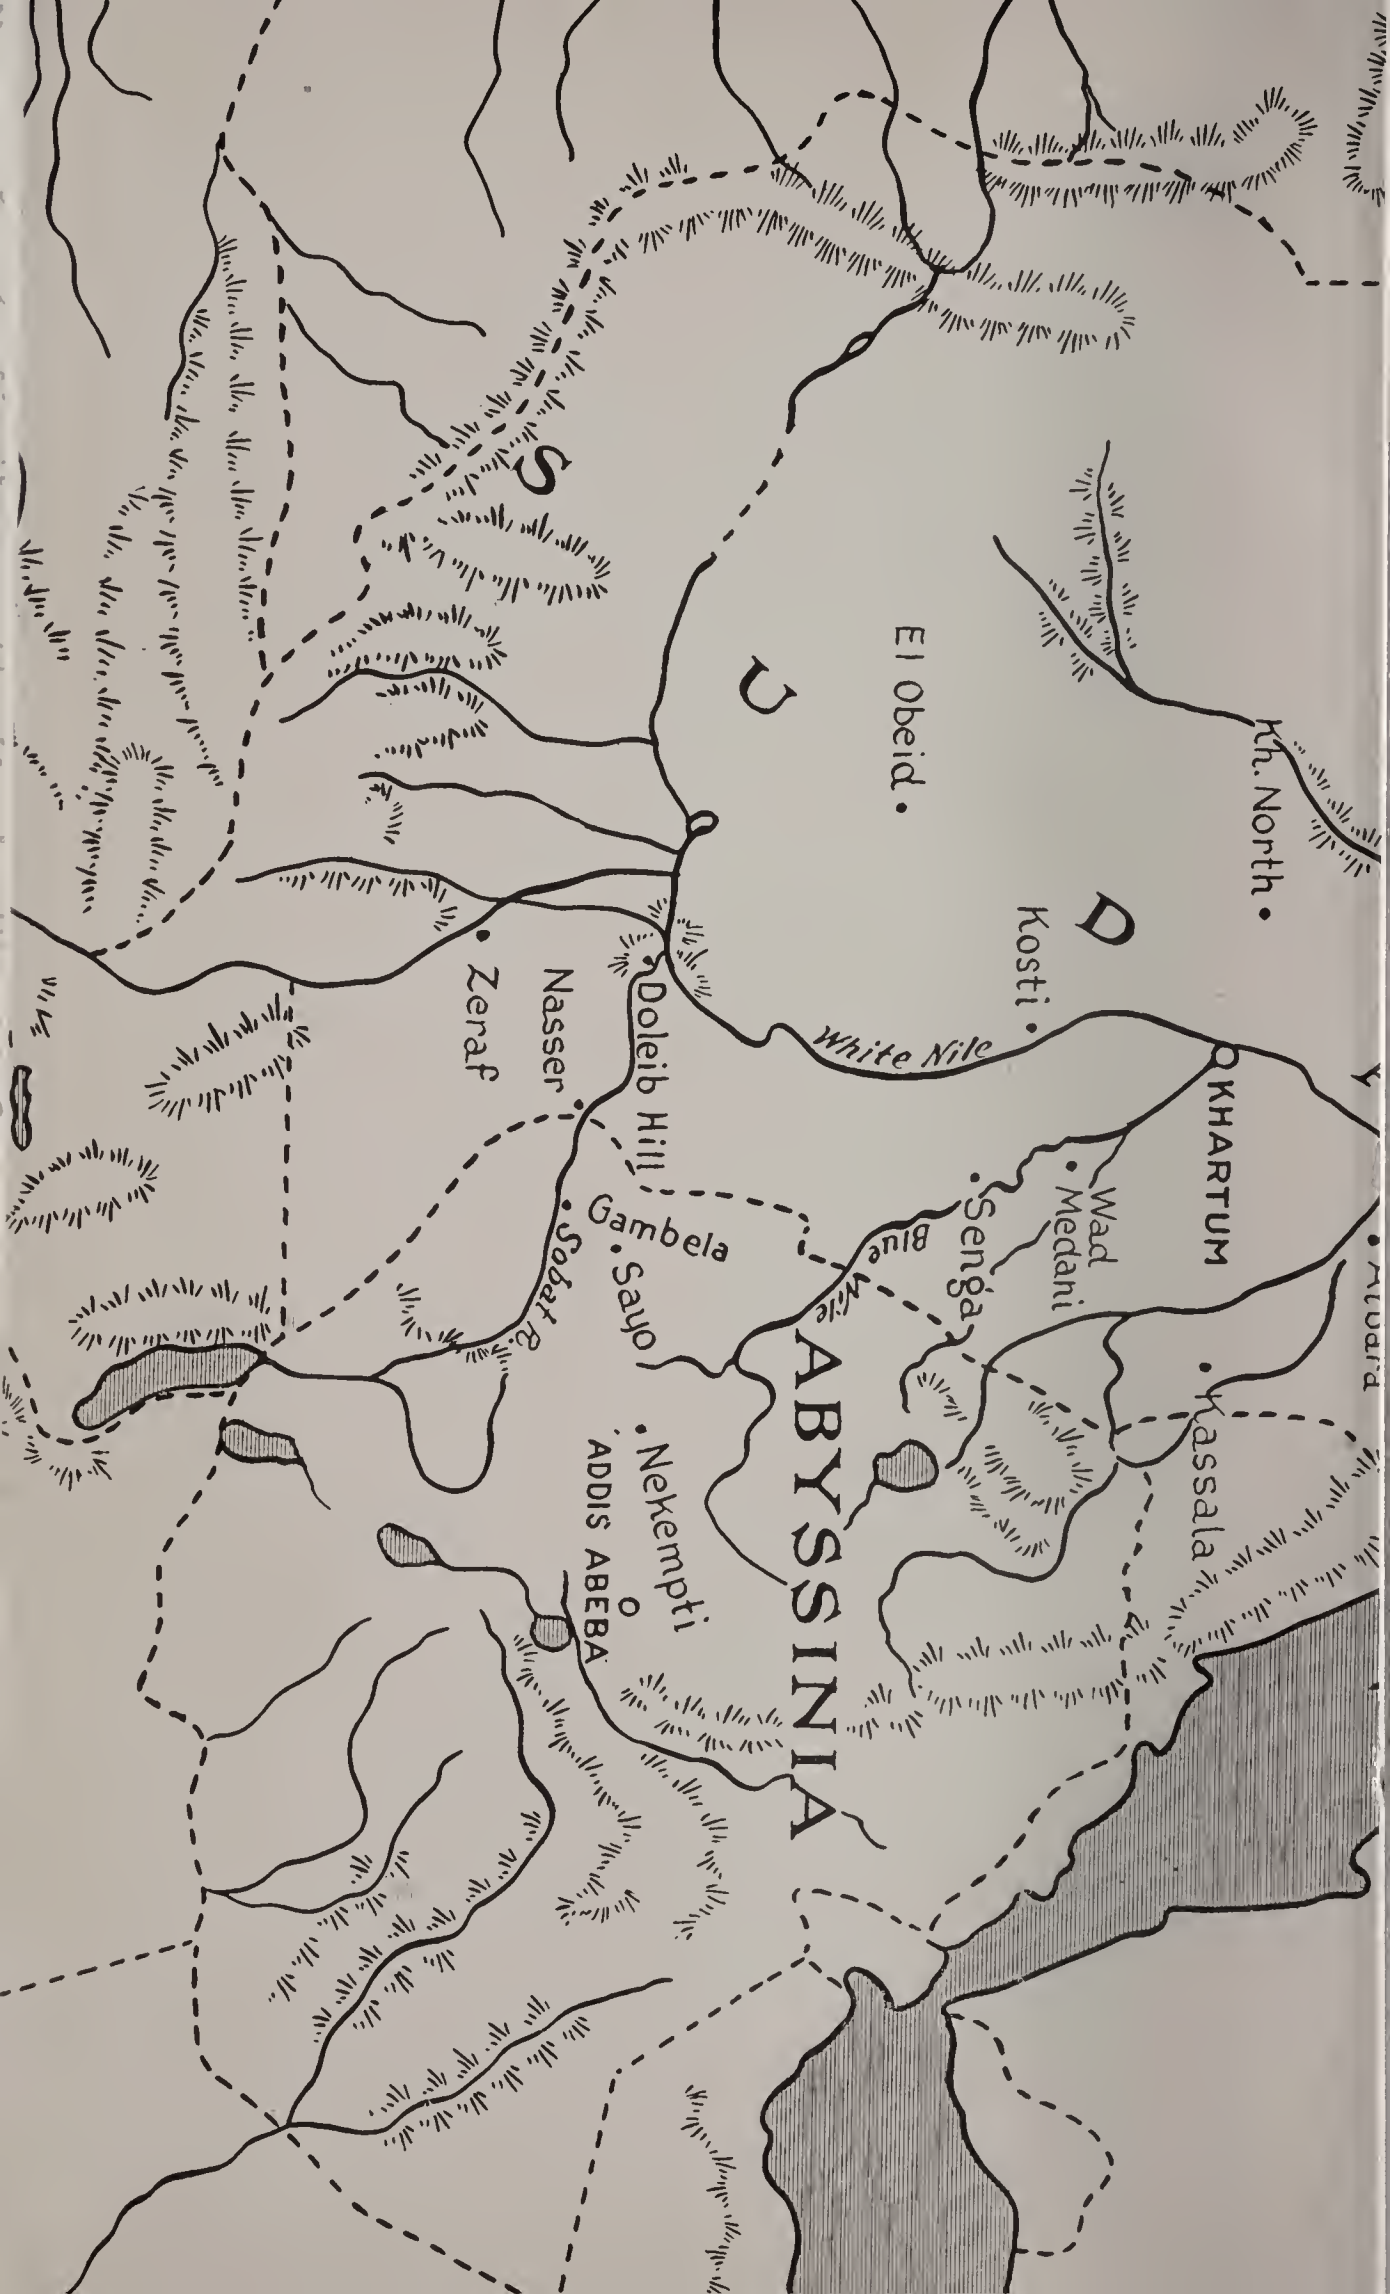 Atbara
Kh. North
KHARTUM
Kassala
S U D
Kosti
Wad
Medani
Senga
El Obeid
White Nile
Blue Nile
ABYSSINIA
Doleib Hill
Gambela
Sayo
Nekempti
ADDIS ABEBA
Nasser
Sobat R.
Zeraf